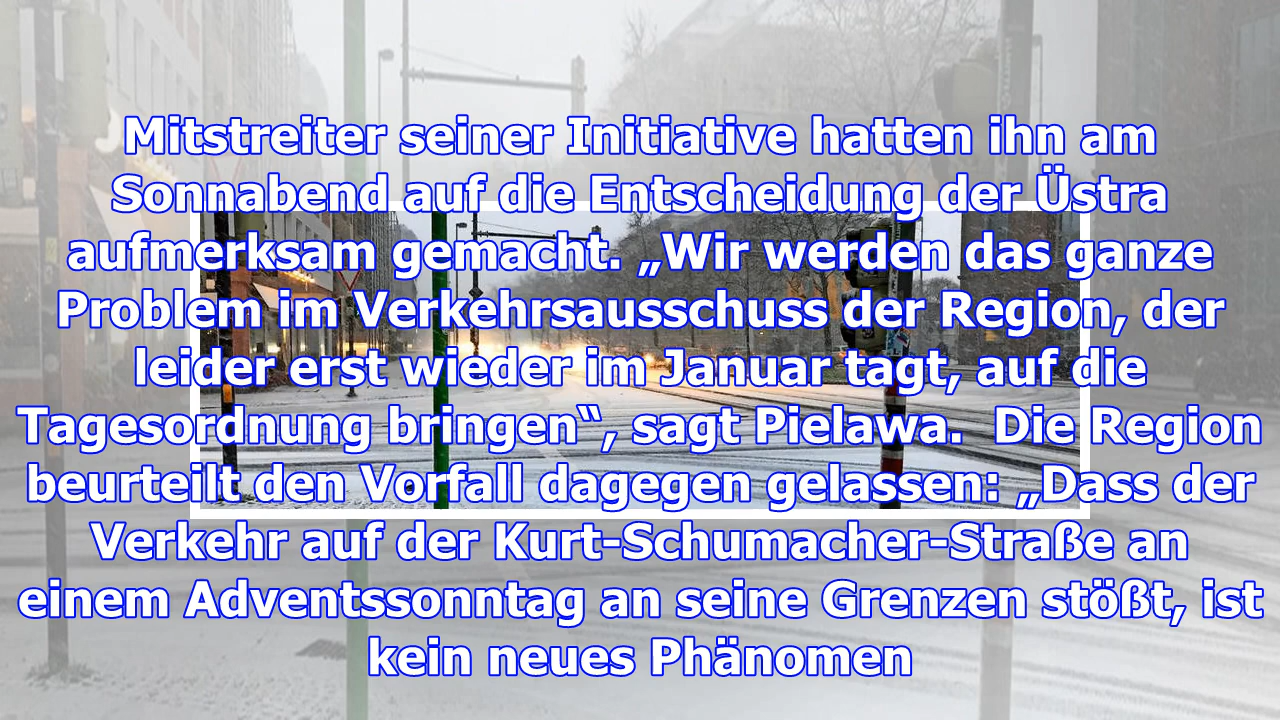 Mitstreiter seiner Initiative hatten ihn am
Sonnabend auf die Entscheidung der Üstra
aufmerksam gemacht. „Wir werden das ganze
Problem im Verkehrsausschuss der Region, der
leider erst wieder im Januar tagt, auf die
Tagesordnung bringen“, sagt Pielawa.  Die Region
beurteilt den Vorfall dagegen gelassen: „Dass der
Verkehr auf der Kurt-Schumacher-Straße an
einem Adventssonntag an seine Grenzen stößt, ist
kein neues Phänomen